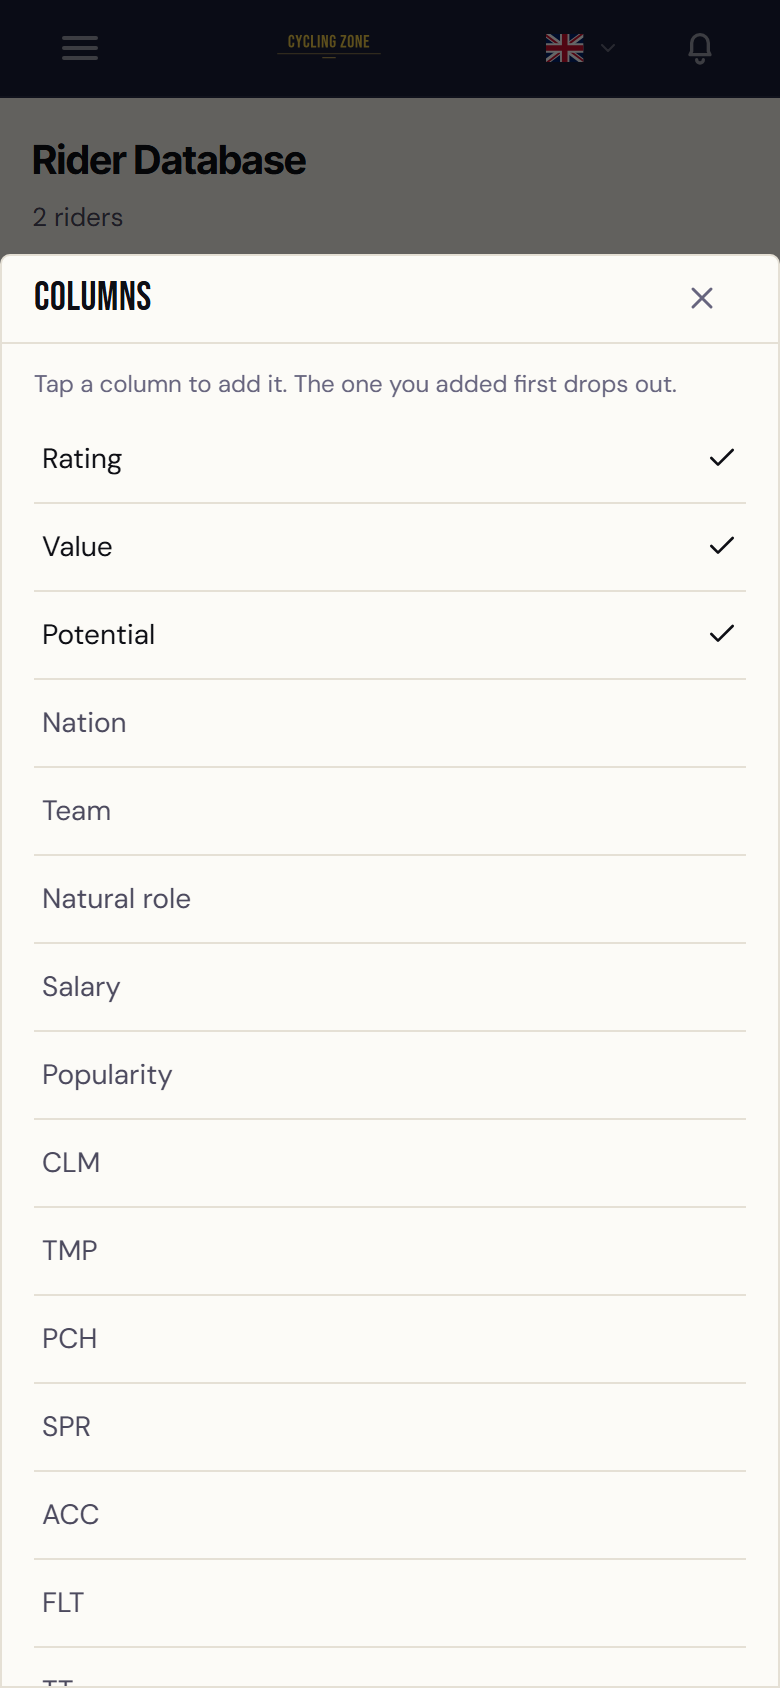 CYCLING ZONE
Rider Database
2 riders
COLUMNS
Tap a column to add it. The one you added first drops out.
Rating
Value
Potential
Nation
Team
Natural role
Salary
Popularity
CLM
TMP
PCH
SPR
ACC
FLT